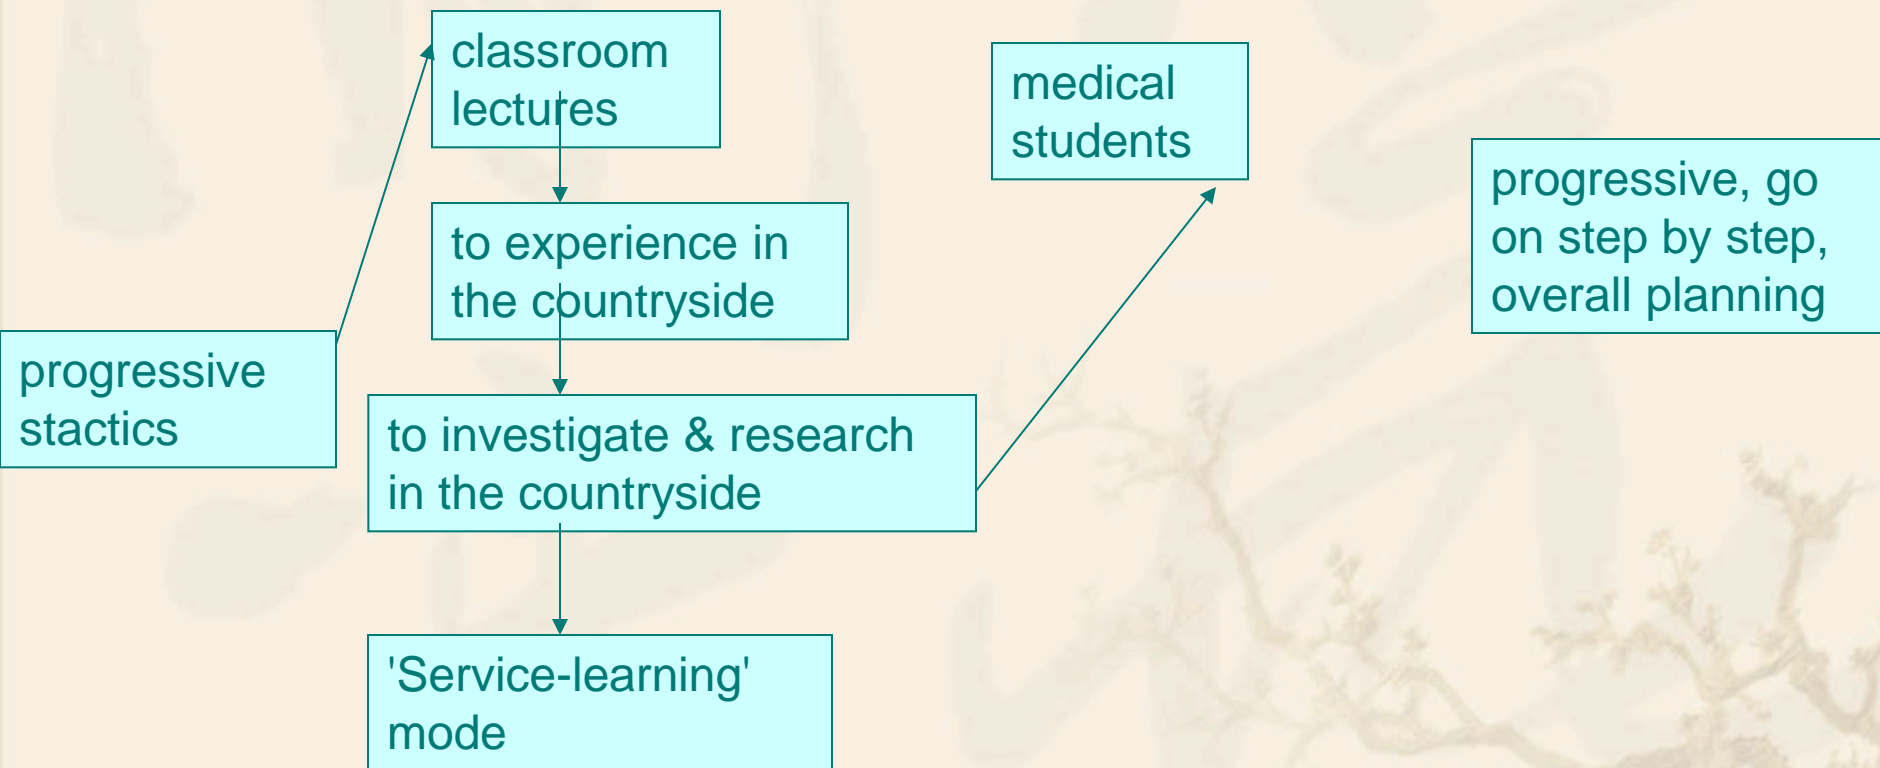 classroom
lectures
to experience in
the countryside
progressive
stactics
to investigate & research
in the countryside
'Service-learning'
mode
medical
students
progressive, go
on step by step,
overall planning